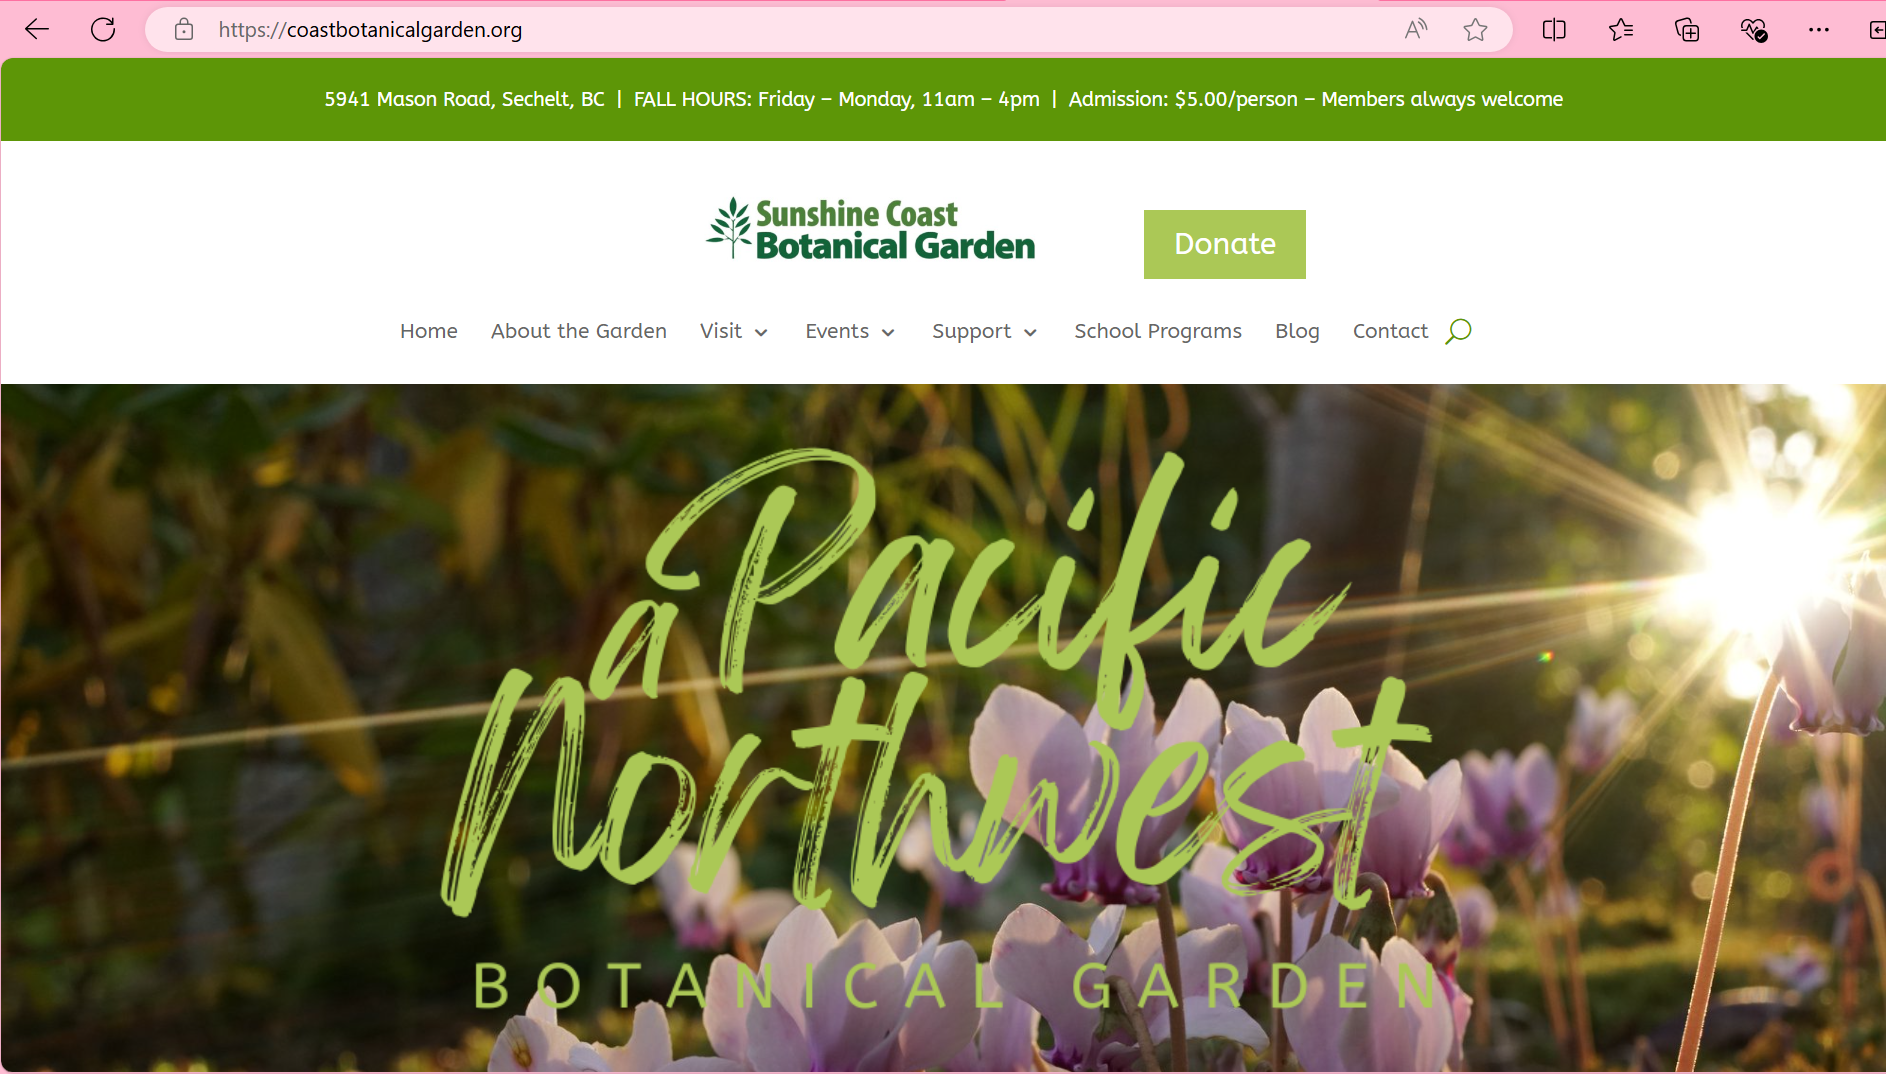 https://coastbotanicalgarden.org
5941 Mason Road, Sechelt, BC | FALL HOURS: Friday – Monday, 11am – 4pm | Admission: $5.00/person – Members always welcome
Sunshine Coast
Botanical Garden
Donate
Home About the Garden Visit Events Support School Programs Blog Contact
a Pacific
Northwest
BOTANICAL GARDEN